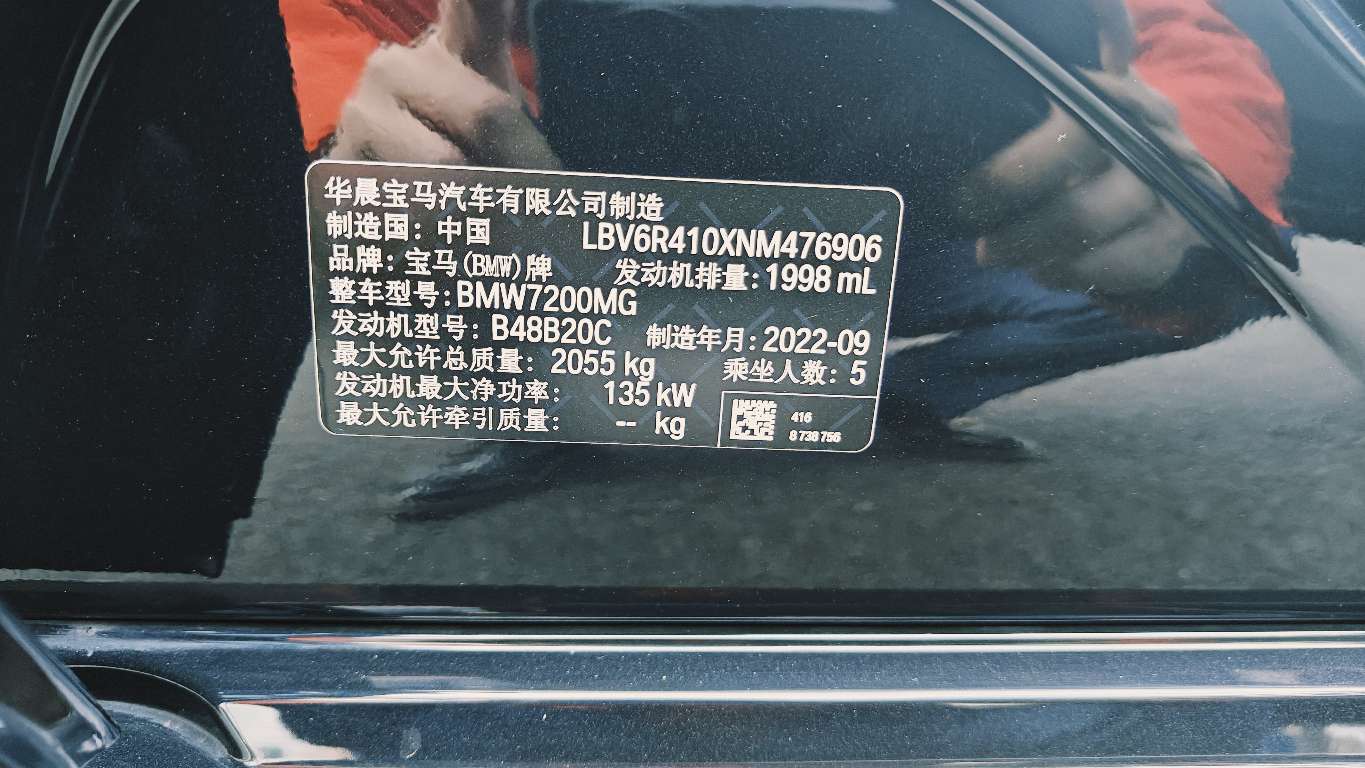 华晨宝马汽车有限公司制造
制造国：中国 LBV6R410XNM476906
品牌：宝马(BMW)牌 发动机排量：1998 mL
整车型号：BMW7200MG
发动机型号：B48B20C 制造年月：2022-09
最大允许总质量：2055 kg 乘坐人数：5
发动机最大净功率：135 kW
最大允许牵引质量：-- kg
416
8 738 756